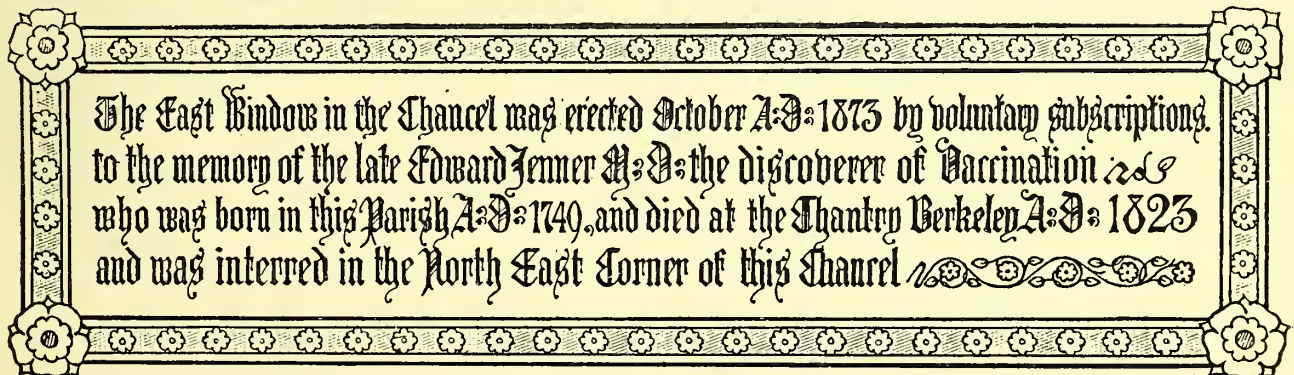 The East Window in the Chancel was erected October A:D: 1873 by voluntary subscriptions.
to the memory of the late Edward Jenner M:D: the discoverer of Vaccination
who was born in this Parish A:D: 1749, and died at the Chantry Berkeley A:D: 1823
and was interred in the North East Corner of this Chancel